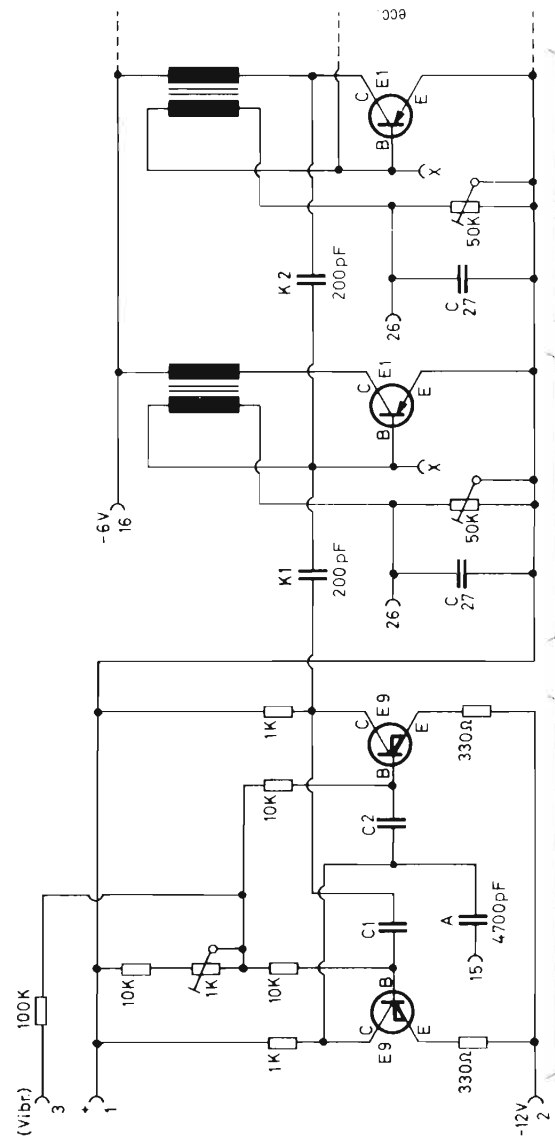 (Vibr.)
3
100K
+
1
-12V
2
10K
1K
10K
1K
C
B
E
E9
330Ω
C1
15
A
4700pF
C2
10K
1K
C
E9
B
E
330Ω
-6V
16
K1
200pF
26
C
27
50K
X
C
E1
B
E
K2
200pF
26
C
27
50K
X
C
E1
B
E
ecc.